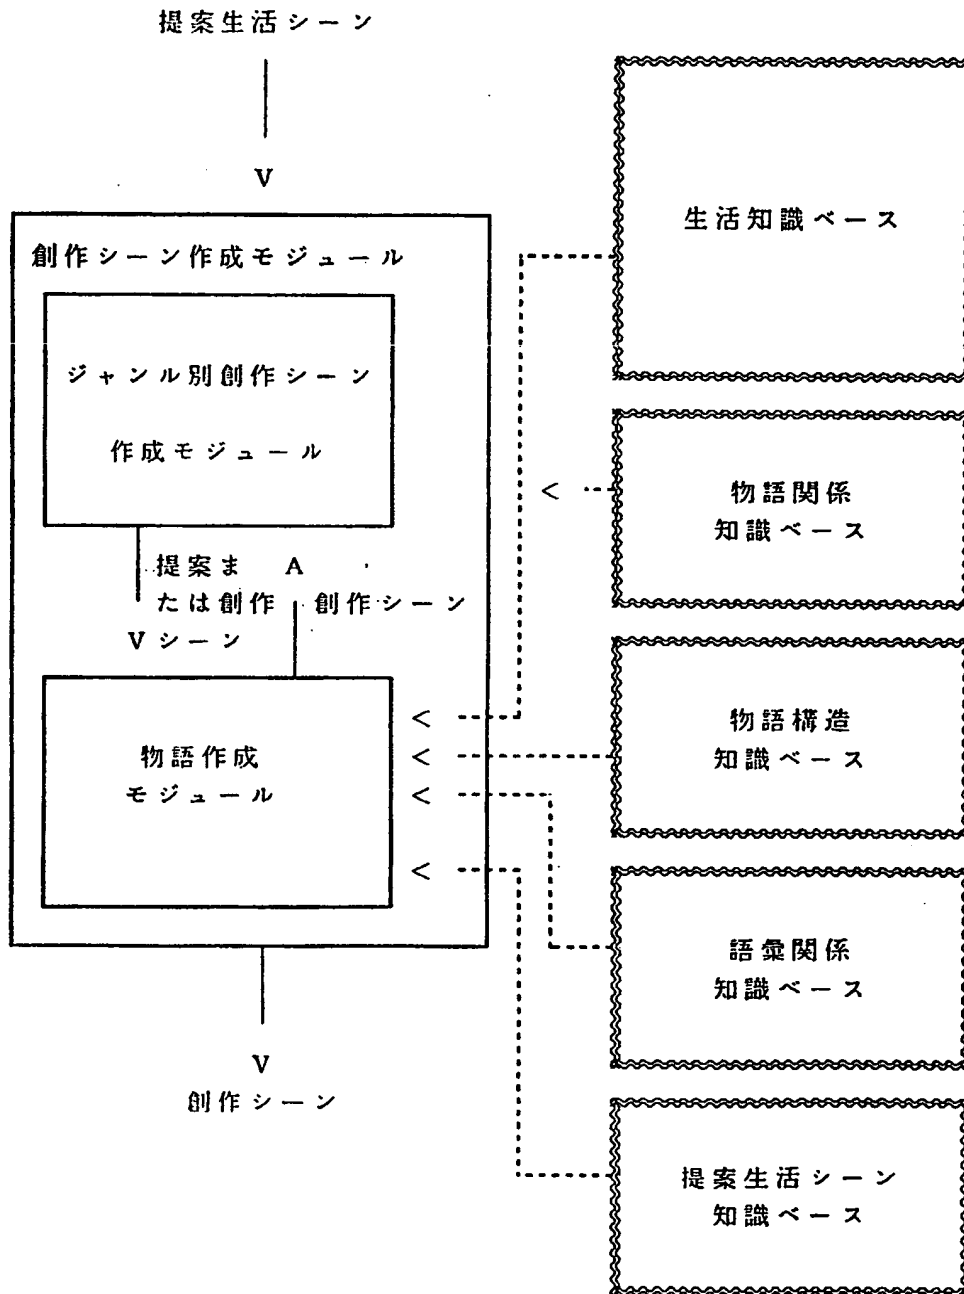 提案生活シーン
V
創作シーン作成モジュール
ジャンル別創作シーン
作成モジュール
提案ま
たは創作
Vシーン
A
創作シーン
物語作成
モジュール
<
<
<
<
V
創作シーン
生活知識ベース
<
物語関係
知識ベース
物語構造
知識ベース
語彙関係
知識ベース
提案生活シーン
知識ベース